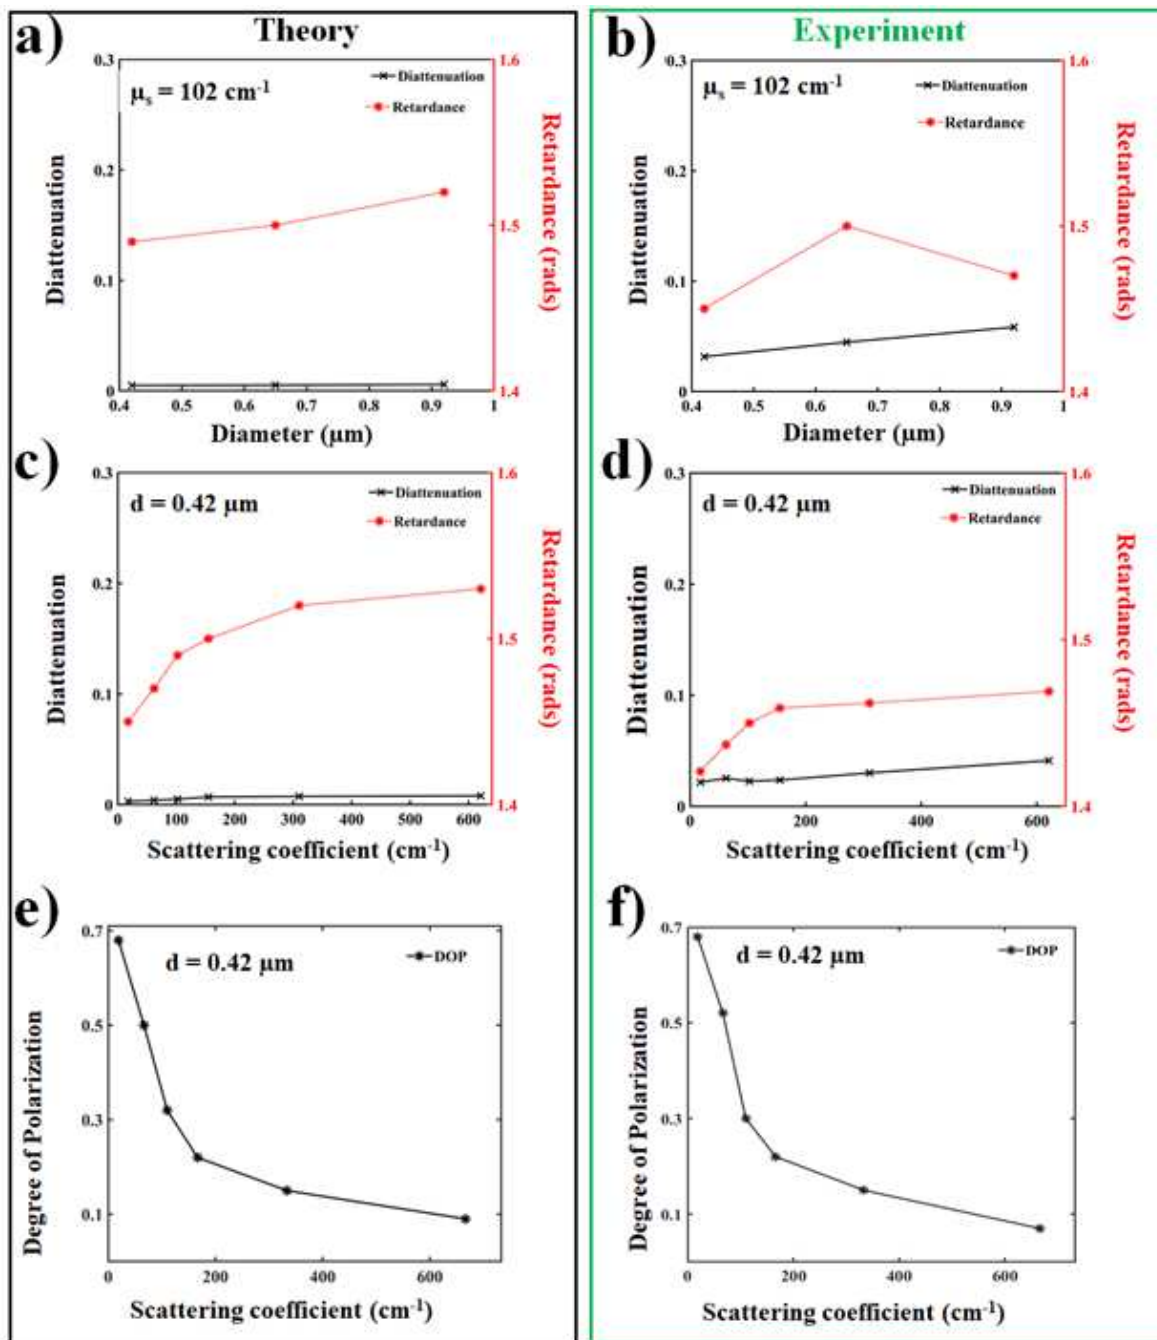 Theory
Experiment
a)
0.3
0.2
0.1
0
μs = 102 cm-1
Diattenuation
Retardance
1.6
1.5
1.4
Diattenuation
Retardance (rads)
0.4 0.5 0.6 0.7 0.8 0.9 1
Diameter (μm)
b)
0.3
0.2
0.1
0
μs = 102 cm-1
Diattenuation
Retardance
1.6
1.5
1.4
Diattenuation
Retardance (rads)
0.4 0.5 0.6 0.7 0.8 0.9 1
Diameter (μm)
c)
0.3
0.2
0.1
0
d = 0.42 μm
Diattenuation
Retardance
1.6
1.5
1.4
Diattenuation
Retardance (rads)
0 100 200 300 400 500 600
Scattering coefficient (cm-1)
d)
0.3
0.2
0.1
0
d = 0.42 μm
Diattenuation
Retardance
1.6
1.5
1.4
Diattenuation
Retardance (rads)
0 200 400 600
Scattering coefficient (cm-1)
e)
0.7
0.5
0.3
0.1
d = 0.42 μm
DOP
Degree of Polarization
0 200 400 600
Scattering coefficient (cm-1)
f)
0.7
0.5
0.3
0.1
d = 0.42 μm
DOP
Degree of Polarization
0 200 400 600
Scattering coefficient (cm-1)